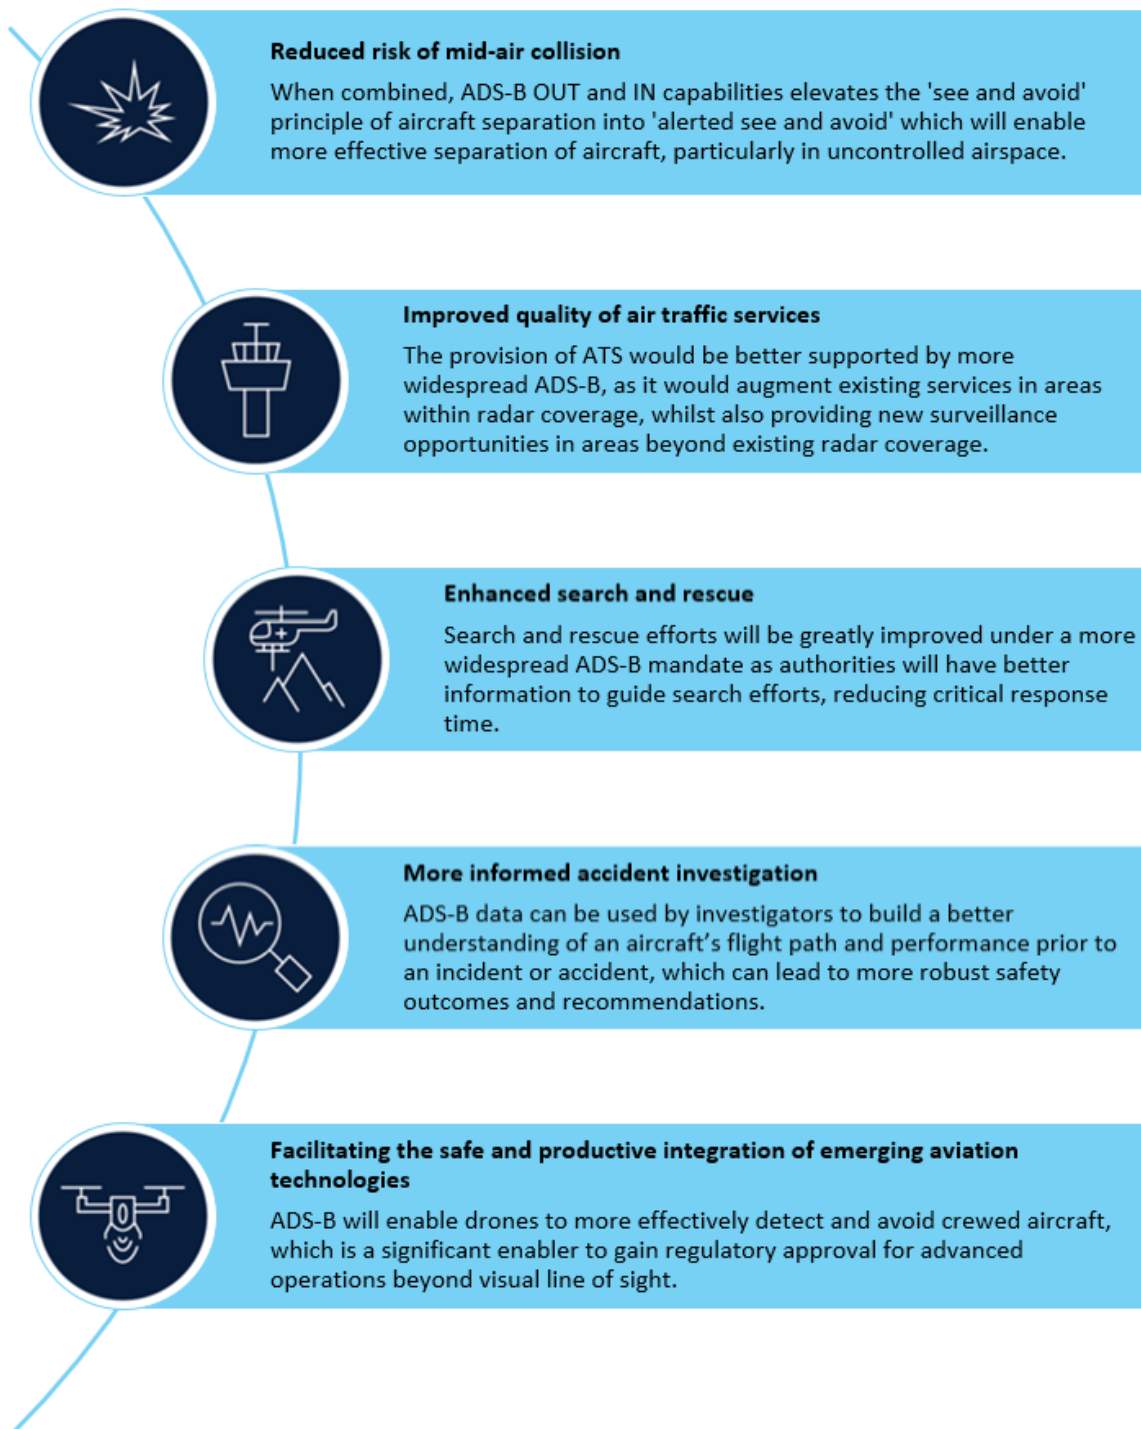 Reduced risk of mid-air collision
When combined, ADS-B OUT and IN capabilities elevates the 'see and avoid'
principle of aircraft separation into 'alerted see and avoid' which will enable
more effective separation of aircraft, particularly in uncontrolled airspace.
Improved quality of air traffic services
The provision of ATS would be better supported by more
widespread ADS-B, as it would augment existing services in areas
within radar coverage, whilst also providing new surveillance
opportunities in areas beyond existing radar coverage.
Enhanced search and rescue
Search and rescue efforts will be greatly improved under a more
widespread ADS-B mandate as authorities will have better
information to guide search efforts, reducing critical response
time.
More informed accident investigation
ADS-B data can be used by investigators to build a better
understanding of an aircraft’s flight path and performance prior to
an incident or accident, which can lead to more robust safety
outcomes and recommendations.
Facilitating the safe and productive integration of emerging aviation
technologies
ADS-B will enable drones to more effectively detect and avoid crewed aircraft,
which is a significant enabler to gain regulatory approval for advanced
operations beyond visual line of sight.